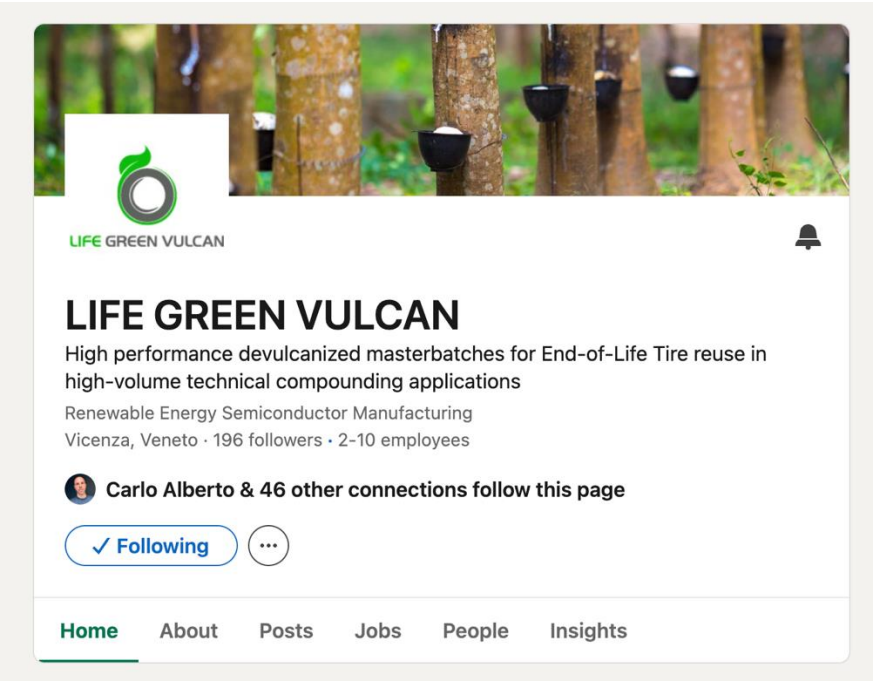 LIFE GREEN VULCAN
LIFE GREEN VULCAN
High performance devulcanized masterbatches for End-of-Life Tire reuse in
high-volume technical compounding applications
Renewable Energy Semiconductor Manufacturing
Vicenza, Veneto · 196 followers • 2-10 employees
Carlo Alberto & 46 other connections follow this page
✓ Following ···
Home About Posts Jobs People Insights